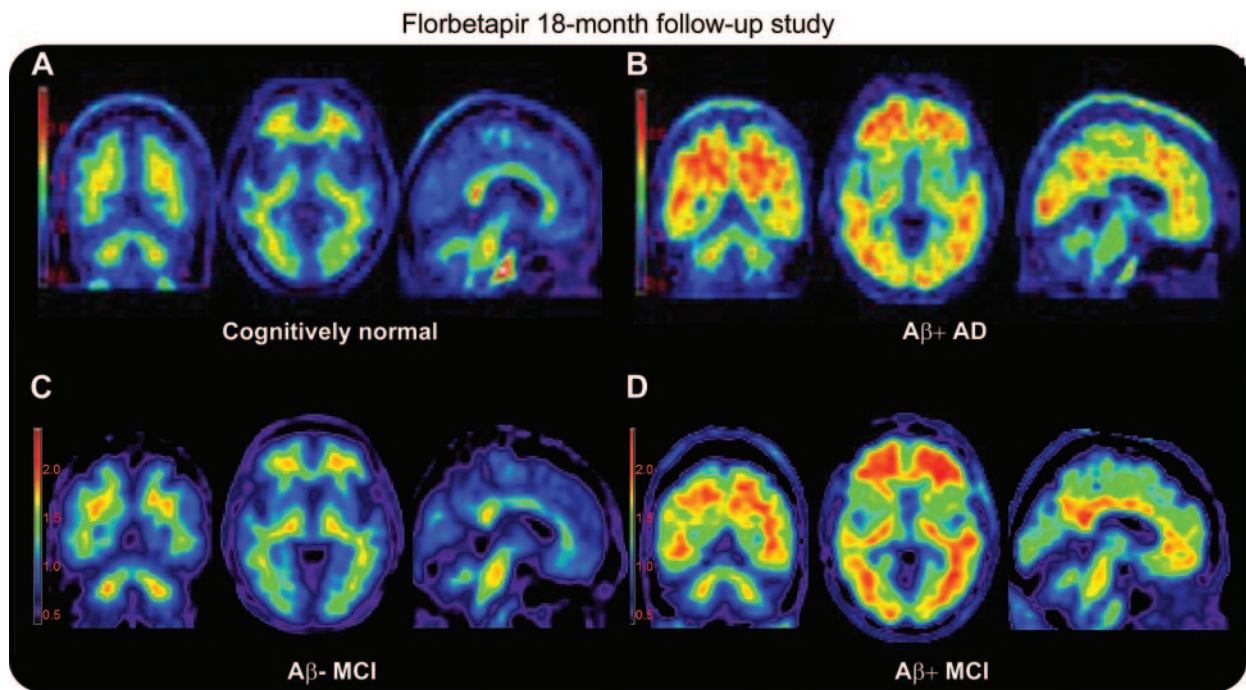 Florbetapir 18-month follow-up study
A
B
Cognitively normal
Aβ+ AD
C
D
2.0
1.5
1.0
0.5
2.0
1.5
1.0
0.5
Aβ- MCI
Aβ+ MCI